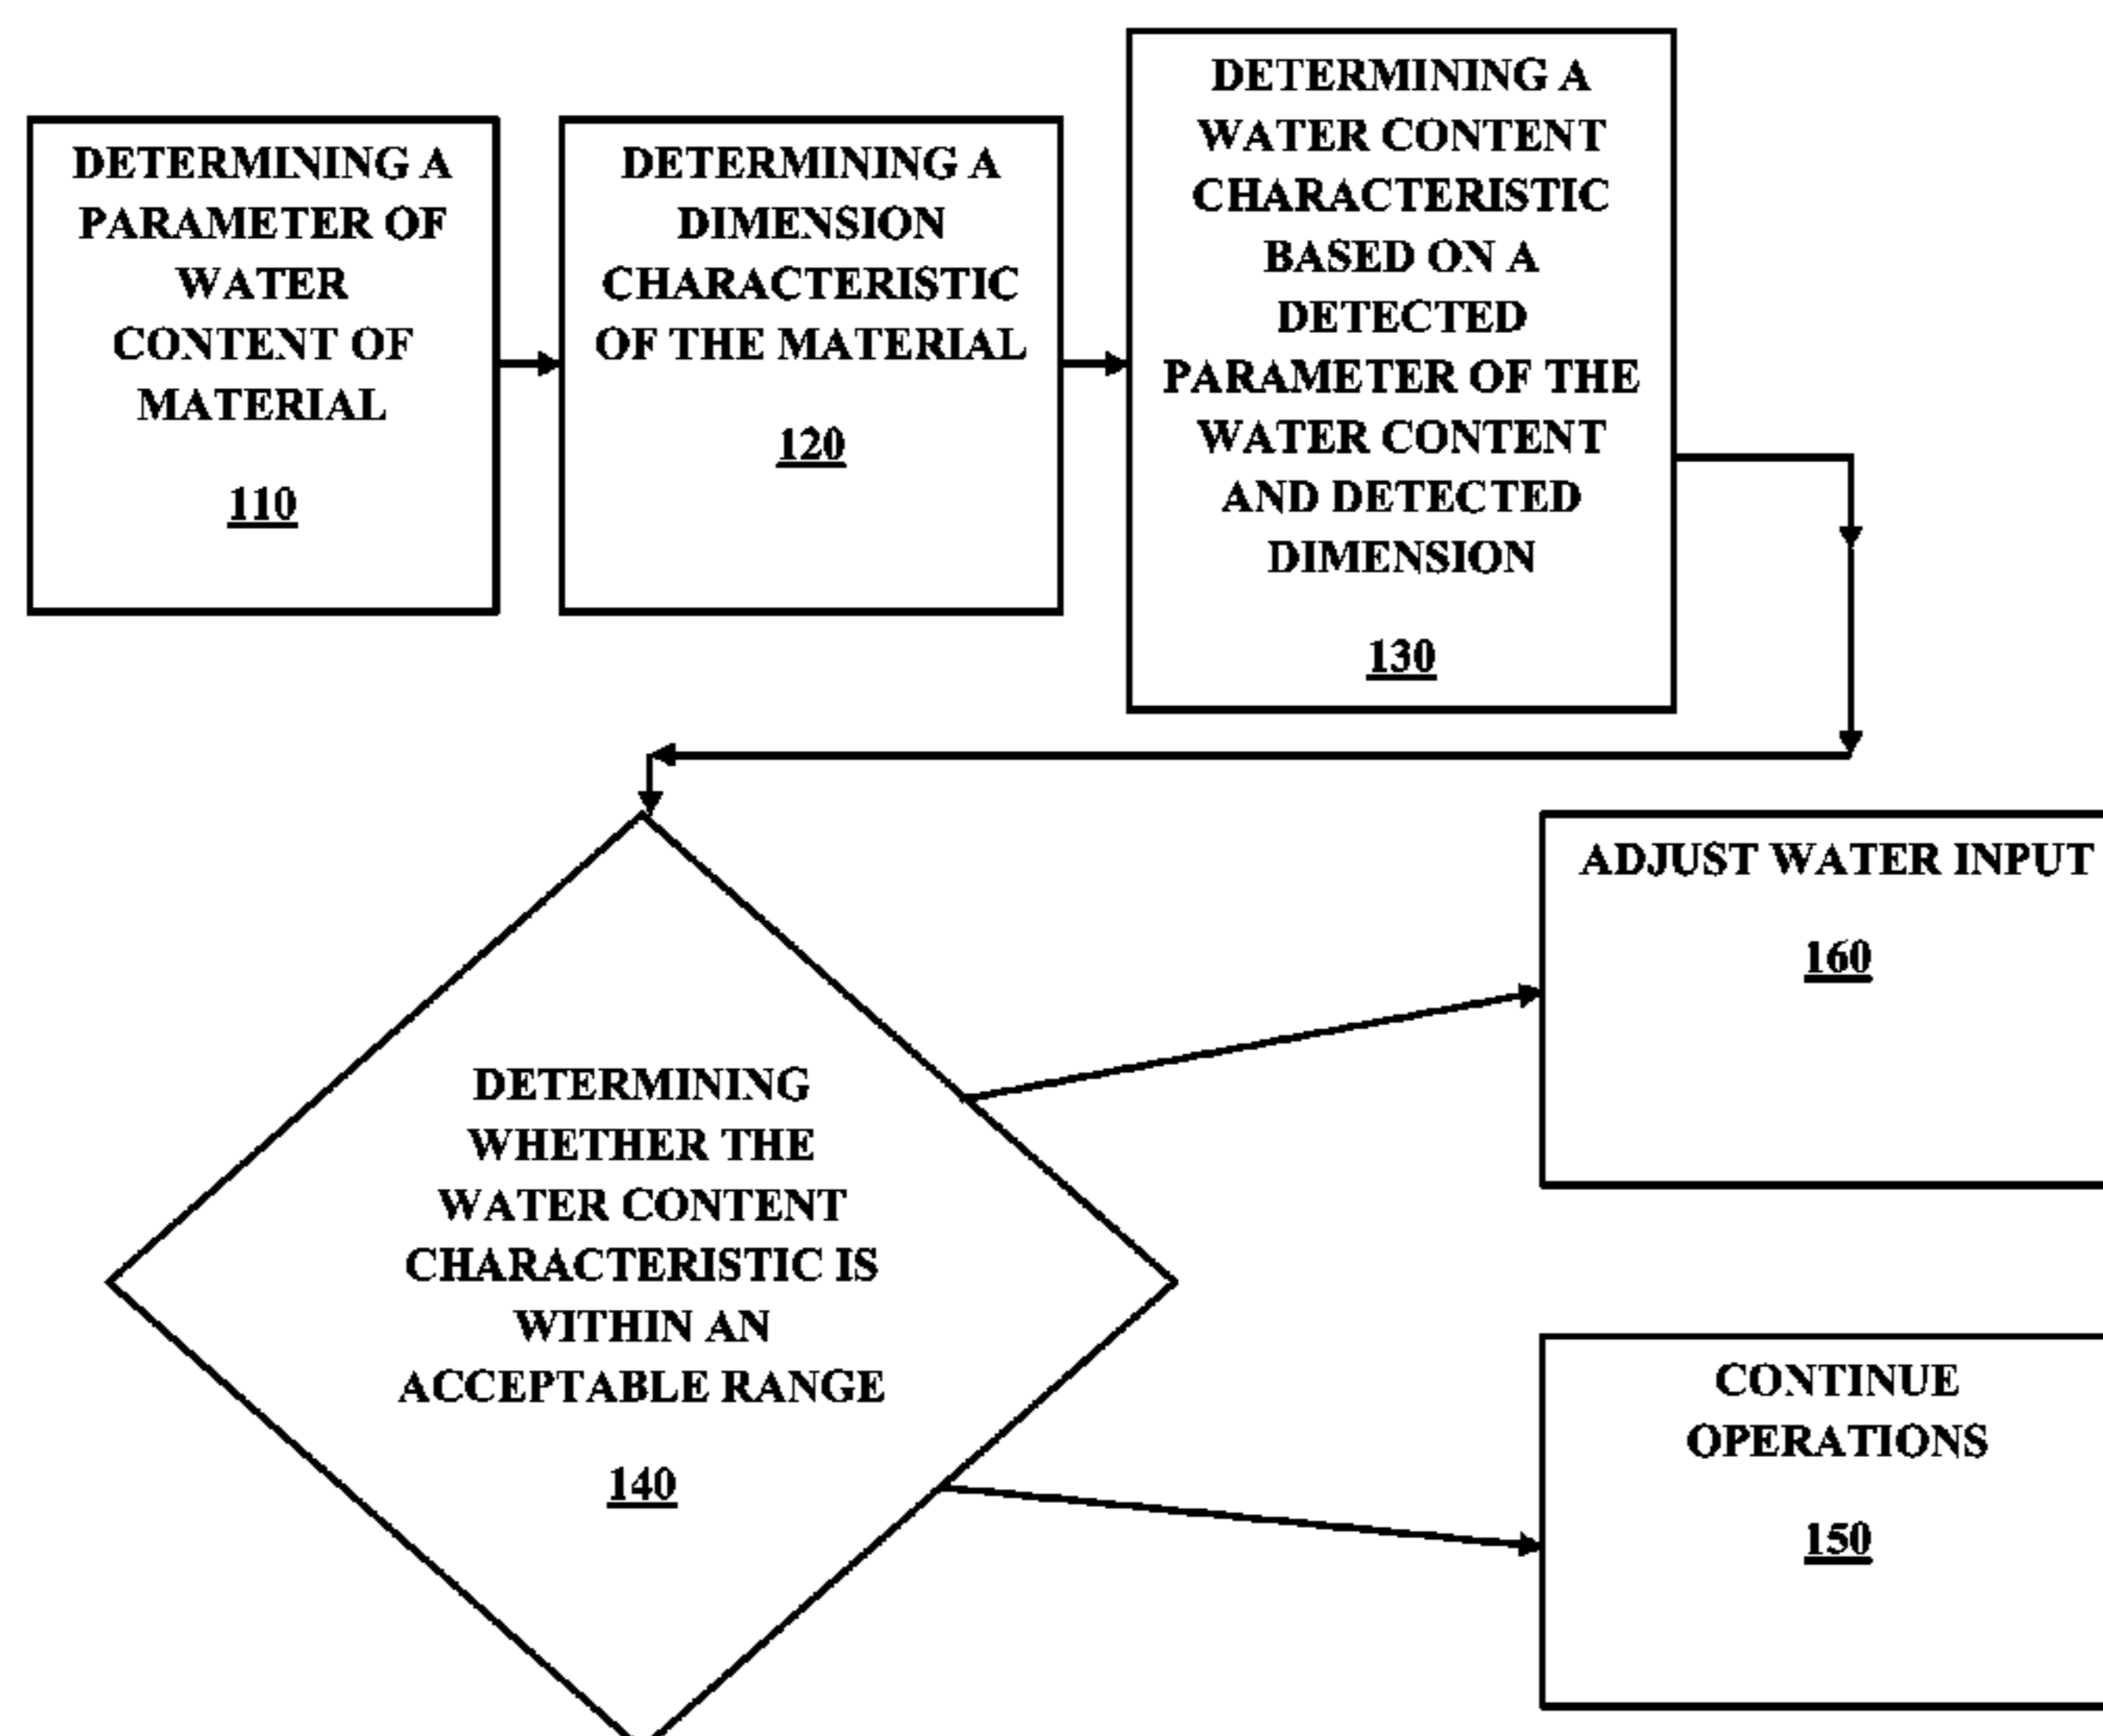 DETERMINING A
PARAMETER OF
WATER
CONTENT OF
MATERIAL
110
DETERMINING A
DIMENSION
CHARACTERISTIC
OF THE MATERIAL
120
DETERMINING A
WATER CONTENT
CHARACTERISTIC
BASED ON A
DETECTED
PARAMETER OF THE
WATER CONTENT
AND DETECTED
DIMENSION
130
DETERMINING
WHETHER THE
WATER CONTENT
CHARACTERISTIC IS
WITHIN AN
ACCEPTABLE RANGE
140
ADJUST WATER INPUT
160
CONTINUE
OPERATIONS
150